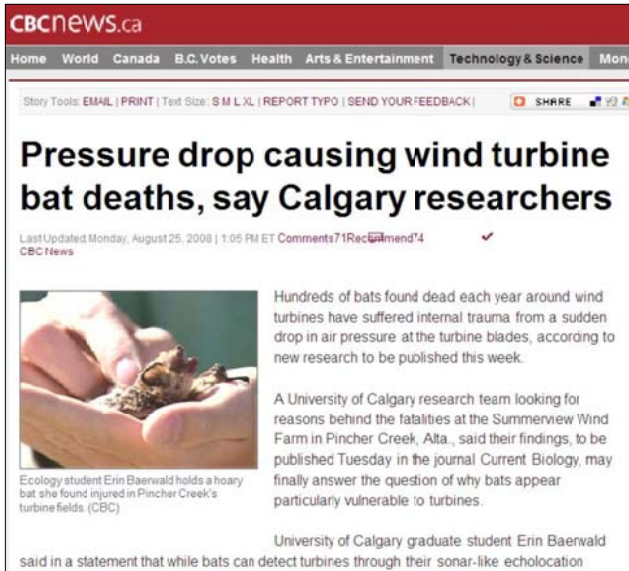 CBCnews.ca
Home World Canada B.C. Votes Health Arts & Entertainment Technology & Science Mon
Story Tools: EMAIL | PRINT | Text Size: S M L XL | REPORT TYPO | SEND YOUR FEEDBACK |
SHARE
Pressure drop causing wind turbine
bat deaths, say Calgary researchers
Last Updated Monday, August 25, 2008 | 1:05 PM ET Comments71Recommend74
CBC News
Hundreds of bats found dead each year around wind
turbines have suffered internal trauma from a sudden
drop in air pressure at the turbine blades, according to
new research to be published this week.
A University of Calgary research team looking for
reasons behind the fatalities at the Summerview Wind
Farm in Pincher Creek, Alta., said their findings, to be
published Tuesday in the journal Current Biology, may
finally answer the question of why bats appear
particularly vulnerable to turbines.
Ecology student Erin Baerwald holds a hoary
bat she found injured in Pincher Creek's
turbine fields. (CBC)
University of Calgary graduate student Erin Baerwald
said in a statement that while bats can detect turbines through their sonar-like echolocation